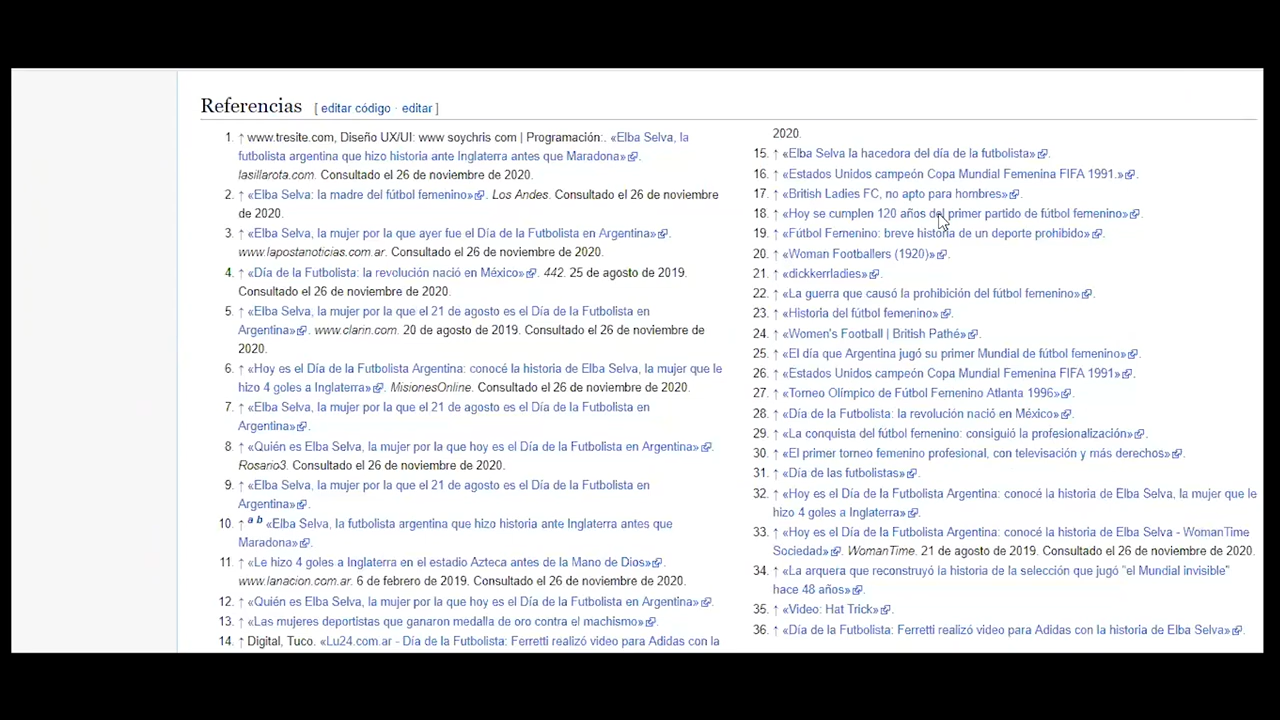 Referencias [ editar código · editar ]
1. ↑ www.tresite.com, Diseño UX/UI: www soychris com | Programación:. «Elba Selva, la
futbolista argentina que hizo historia ante Inglaterra antes que Maradona».
lasillarota.com. Consultado el 26 de noviembre de 2020.
2. ↑ «Elba Selva: la madre del fútbol femenino». Los Andes. Consultado el 26 de noviembre
de 2020.
3. ↑ «Elba Selva, la mujer por la que ayer fue el Día de la Futbolista en Argentina».
www.lapostanoticias.com.ar. Consultado el 26 de noviembre de 2020.
4. ↑ «Día de la Futbolista: la revolución nació en México». 442. 25 de agosto de 2019.
Consultado el 26 de noviembre de 2020.
5. ↑ «Elba Selva, la mujer por la que el 21 de agosto es el Día de la Futbolista en
Argentina». www.clarin.com. 20 de agosto de 2019. Consultado el 26 de noviembre de
2020.
6. ↑ «Hoy es el Día de la Futbolista Argentina: conocé la historia de Elba Selva, la mujer que le
hizo 4 goles a Inglaterra». MisionesOnline. Consultado el 26 de noviembre de 2020.
7. ↑ «Elba Selva, la mujer por la que el 21 de agosto es el Día de la Futbolista en
Argentina».
8. ↑ «Quién es Elba Selva, la mujer por la que hoy es el Día de la Futbolista en Argentina».
Rosario3. Consultado el 26 de noviembre de 2020.
9. ↑ «Elba Selva, la mujer por la que el 21 de agosto es el Día de la Futbolista en
Argentina».
10. ↑ a b «Elba Selva, la futbolista argentina que hizo historia ante Inglaterra antes que
Maradona».
11. ↑ «Le hizo 4 goles a Inglaterra en el estadio Azteca antes de la Mano de Dios».
www.lanacion.com.ar. 6 de febrero de 2019. Consultado el 26 de noviembre de 2020.
12. ↑ «Quién es Elba Selva, la mujer por la que hoy es el Día de la Futbolista en Argentina».
13. ↑ «Las mujeres deportistas que ganaron medalla de oro contra el machismo».
14. ↑ Digital, Tuco. «Lu24.com.ar - Día de la Futbolista: Ferretti realizó video para Adidas con la
2020.
15. ↑ «Elba Selva la hacedora del día de la futbolista».
16. ↑ «Estados Unidos campeón Copa Mundial Femenina FIFA 1991.».
17. ↑ «British Ladies FC, no apto para hombres».
18. ↑ «Hoy se cumplen 120 años del primer partido de fútbol femenino».
19. ↑ «Fútbol Femenino: breve historia de un deporte prohibido».
20. ↑ «Woman Footballers (1920)».
21. ↑ «dickkerrladies».
22. ↑ «La guerra que causó la prohibición del fútbol femenino».
23. ↑ «Historia del fútbol femenino».
24. ↑ «Women's Football | British Pathé».
25. ↑ «El día que Argentina jugó su primer Mundial de fútbol femenino».
26. ↑ «Estados Unidos campeón Copa Mundial Femenina FIFA 1991».
27. ↑ «Torneo Olímpico de Fútbol Femenino Atlanta 1996».
28. ↑ «Día de la Futbolista: la revolución nació en México».
29. ↑ «La conquista del fútbol femenino: consiguió la profesionalización».
30. ↑ «El primer torneo femenino profesional, con televisación y más derechos».
31. ↑ «Día de las futbolistas».
32. ↑ «Hoy es el Día de la Futbolista Argentina: conocé la historia de Elba Selva, la mujer que le
hizo 4 goles a Inglaterra».
33. ↑ «Hoy es el Día de la Futbolista Argentina: conocé la historia de Elba Selva - WomanTime
Sociedad». WomanTime. 21 de agosto de 2019. Consultado el 26 de noviembre de 2020.
34. ↑ «La arquera que reconstruyó la historia de la selección que jugó "el Mundial invisible"
hace 48 años».
35. ↑ «Video: Hat Trick».
36. ↑ «Día de la Futbolista: Ferretti realizó video para Adidas con la historia de Elba Selva».